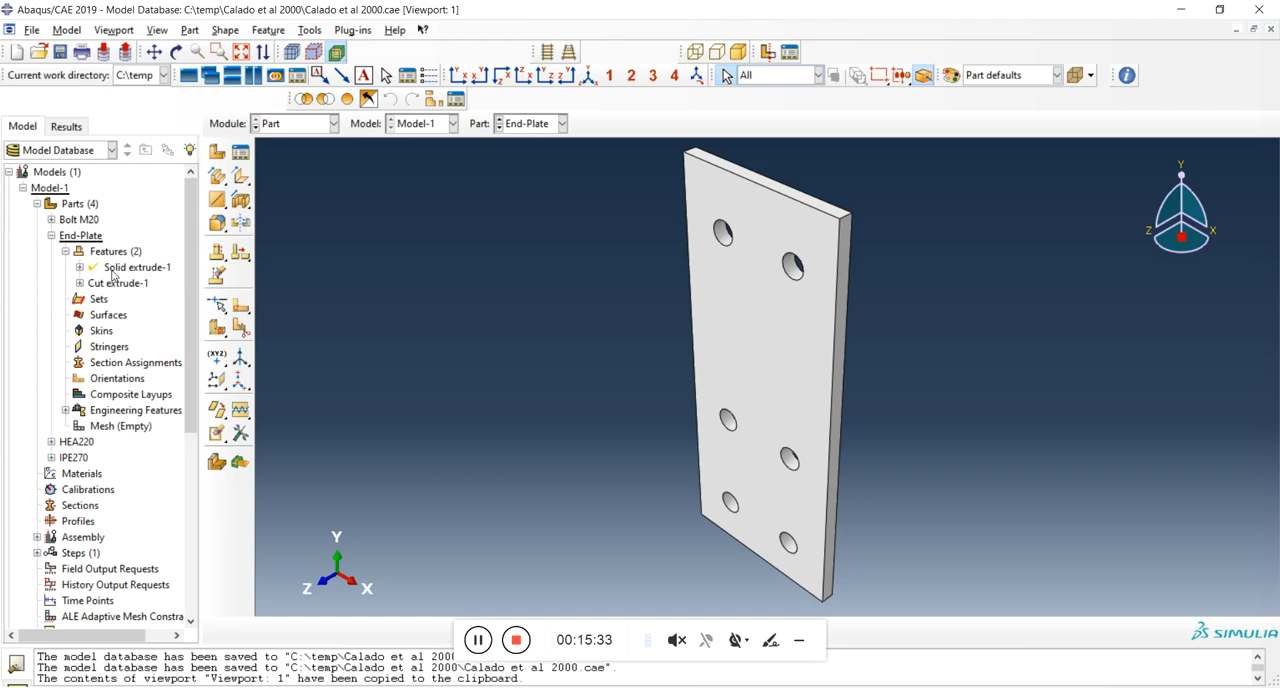 Abaqus/CAE 2019 - Model Database: C:\temp\Calado et al 2000\Calado et al 2000.cae [Viewport: 1]
File Model Viewport View Part Shape Feature Tools Plug-ins Help
Current work directory: C:\temp A 1 2 3 4 All Part defaults
Model Results Module: Part Model: Model-1 Part: End-Plate
Model Database
Models (1)
Model-1
Parts (4)
Bolt M20
End-Plate
Features (2)
Solid extrude-1
Cut extrude-1
Sets
Surfaces
Skins
Stringers
Section Assignments
Orientations
Composite Layups
Engineering Features
Mesh (Empty)
HEA220
IPE270
Materials
Calibrations
Sections
Profiles
Assembly
Steps (1)
Field Output Requests
History Output Requests
Time Points
ALE Adaptive Mesh Constra
(XYZ)
Y
Z X
Y
Z X
00:15:33
SIMULIA
The model database has been saved to "C:\temp\Calado et al 200
The model database has been saved to "C:\temp\Calado et al 2000\Calado et al 2000.cae".
The contents of viewport "Viewport: 1" have been copied to the clipboard.